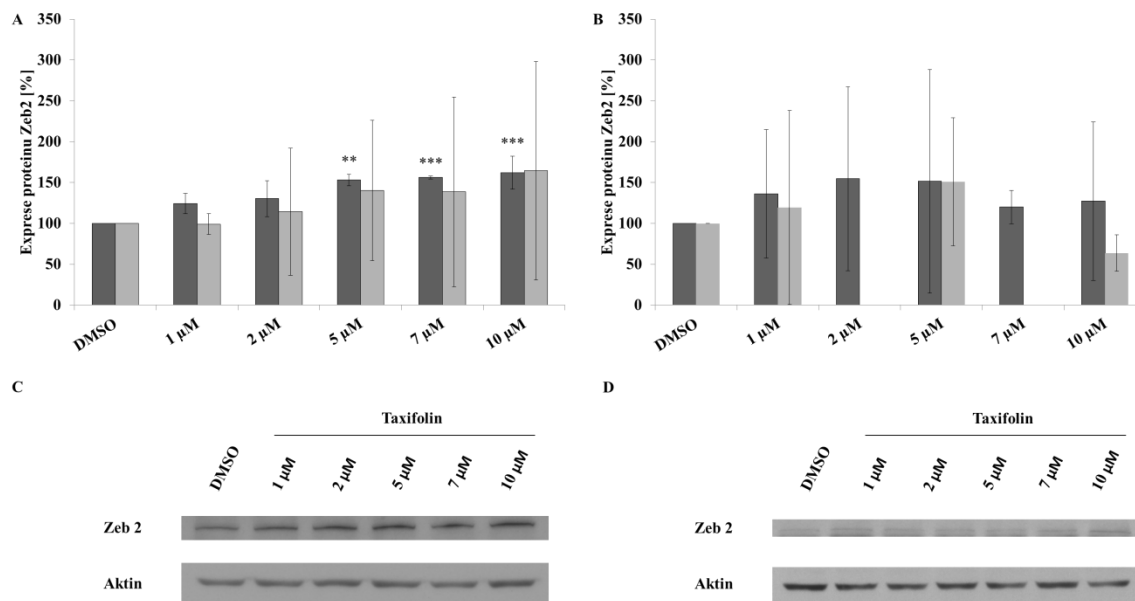 A
Exprese proteinu Zeb2 [%]
350
300
250
200
150
100
50
0
**
***
***
DMSO
1 µM
2 µM
5 µM
7 µM
10 µM
B
Exprese proteinu Zeb2 [%]
350
300
250
200
150
100
50
0
DMSO
1 µM
2 µM
5 µM
7 µM
10 µM
C
Taxifolin
DMSO
1 µM
2 µM
5 µM
7 µM
10 µM
Zeb 2
Aktin
D
Taxifolin
DMSO
1 µM
2 µM
5 µM
7 µM
10 µM
Zeb 2
Aktin